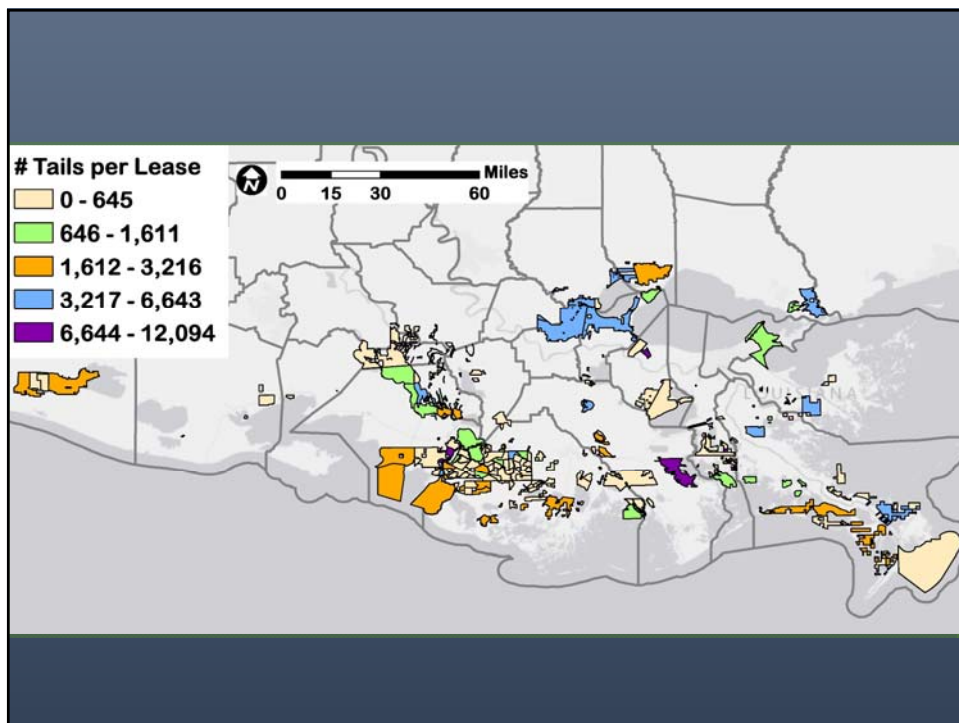 # Tails per Lease
0 - 645
646 - 1,611
1,612 - 3,216
3,217 - 6,643
6,644 - 12,094
N
Miles
0 15 30 60
LOUISIANA